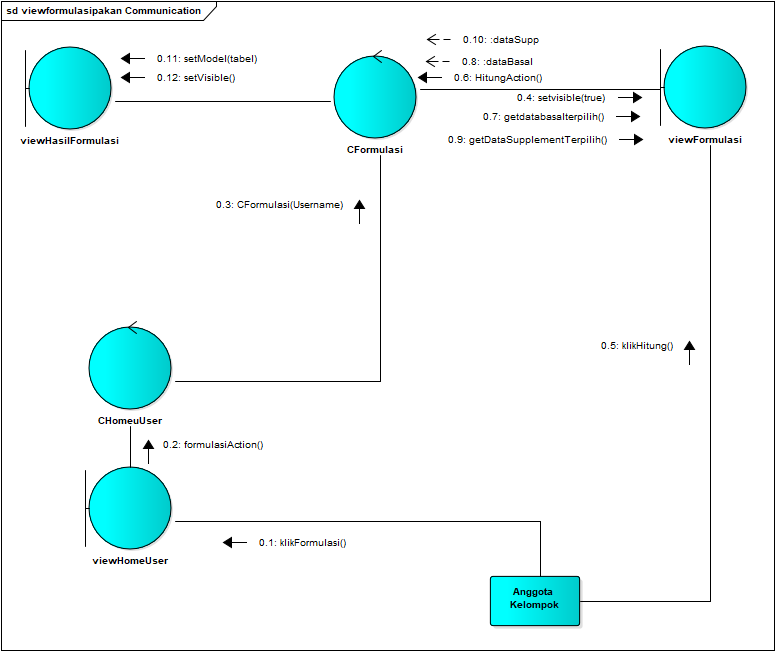 sd viewformulasipakan Communication
0.10: :dataSupp
0.11: setModel(tabel)
0.8: :dataBasal
0.12: setVisible()
0.6: HitungAction()
0.4: setvisible(true)
0.7: getdatabasalterpilih()
viewHasilFormulasi
0.9: getDataSupplementTerpilih()
viewFormulasi
CFormulasi
0.3: CFormulasi(Username)
0.5: klikHitung()
CHomeuUser
0.2: formulasiAction()
0.1: klikFormulasi()
viewHomeUser
Anggota
Kelompok